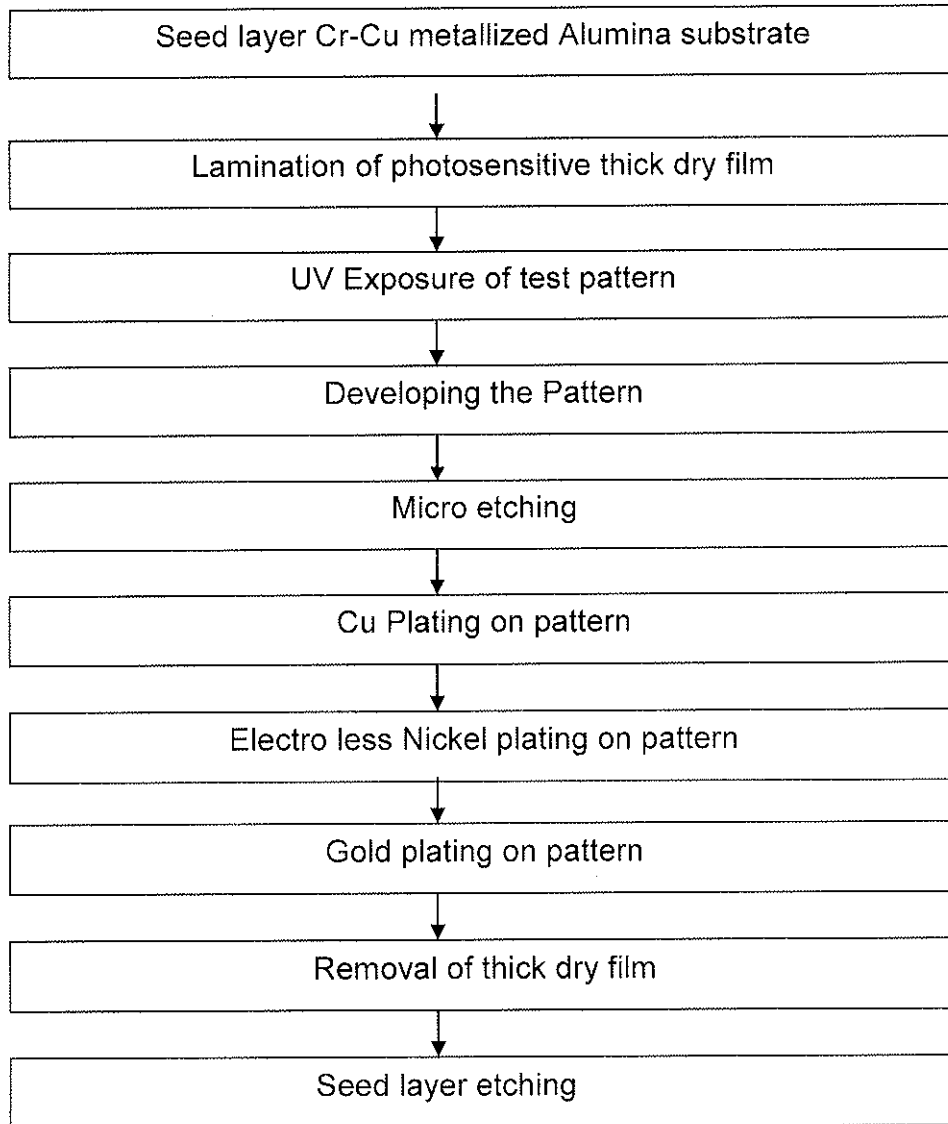 Seed layer Cr-Cu metallized Alumina substrate
Lamination of photosensitive thick dry film
UV Exposure of test pattern
Developing the Pattern
Micro etching
Cu Plating on pattern
Electro less Nickel plating on pattern
Gold plating on pattern
Removal of thick dry film
Seed layer etching